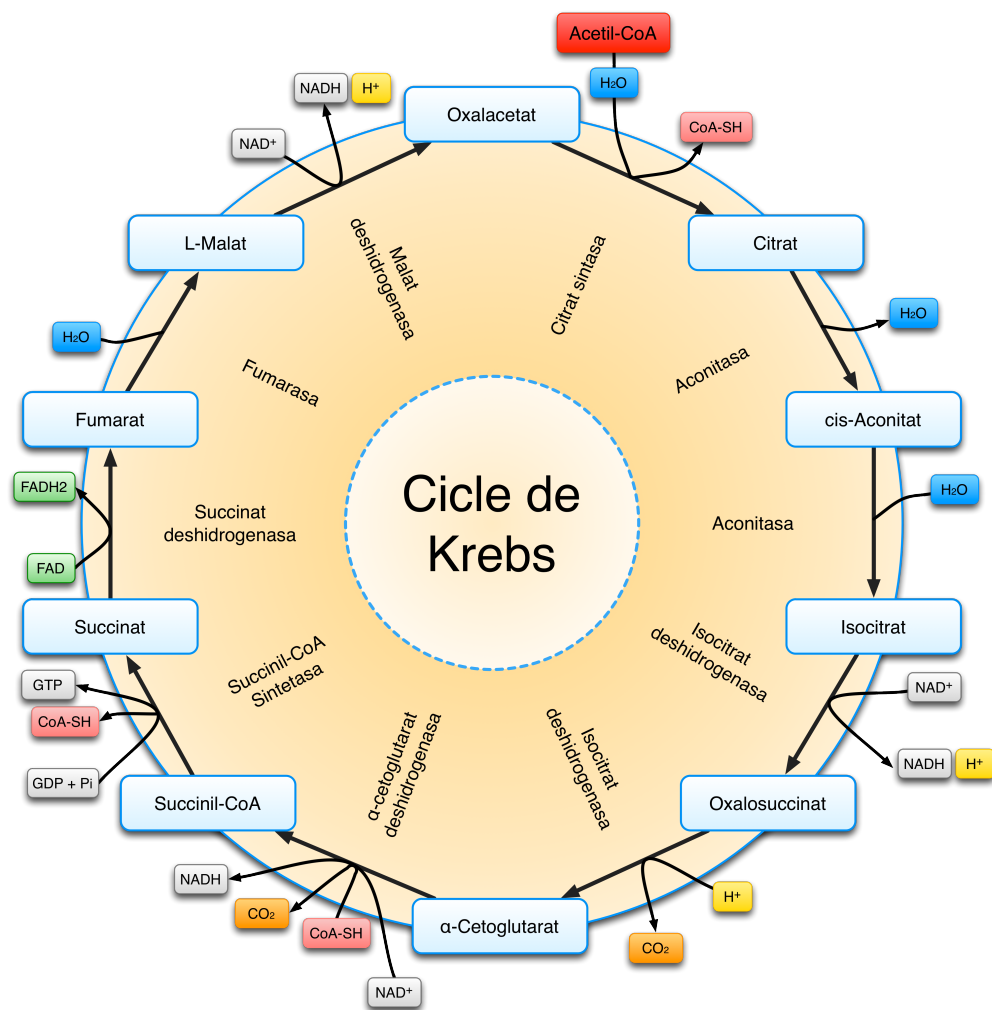 Acetil-CoA
H₂O
CoA-SH
NADH
H⁺
NAD⁺
Oxalacetat
L-Malat
Citrat
Malat
deshidrogenasa
Citrat sintasa
H₂O
H₂O
Fumarasa
Aconitasa
Fumarat
cis-Aconitat
Cicle de
Krebs
FADH2
H₂O
Succinat
deshidrogenasa
Aconitasa
FAD
Succinat
Isocitrat
Succinil-CoA
Sintetasa
Isocitrat
deshidrogenasa
GTP
CoA-SH
GDP + Pi
NAD⁺
NADH
H⁺
α-cetoglutarat
deshidrogenasa
Isocitrat
deshidrogenasa
Succinil-CoA
Oxalosuccinat
NADH
CO₂
CoA-SH
NAD⁺
α-Cetoglutarat
H⁺
CO₂